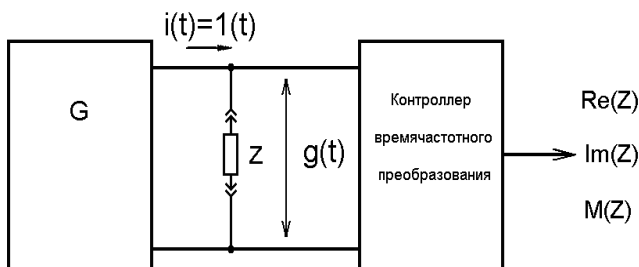 i(t)=1(t)
G
z
g(t)
Контроллер
времячастотного
преобразования
Re(Z)
Im(Z)
M(Z)